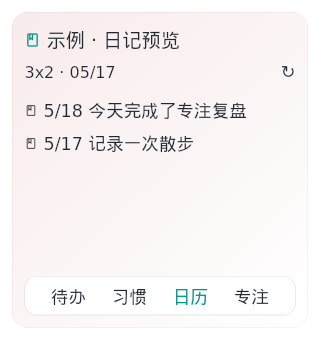 示例 · 日记预览
3x2 · 05/17 ↻
5/18 今天完成了专注复盘
5/17 记录一次散步
待办 习惯 日历 专注